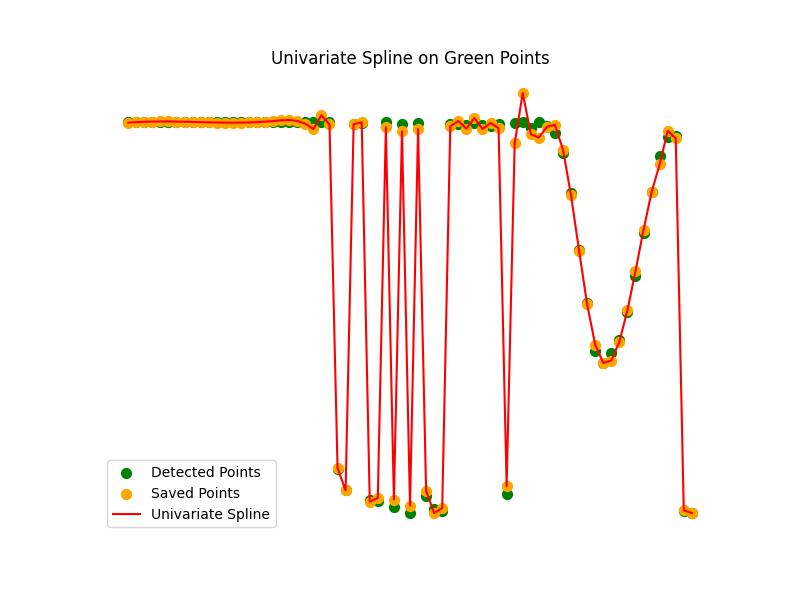 Univariate Spline on Green Points
Detected Points
Saved Points
Univariate Spline